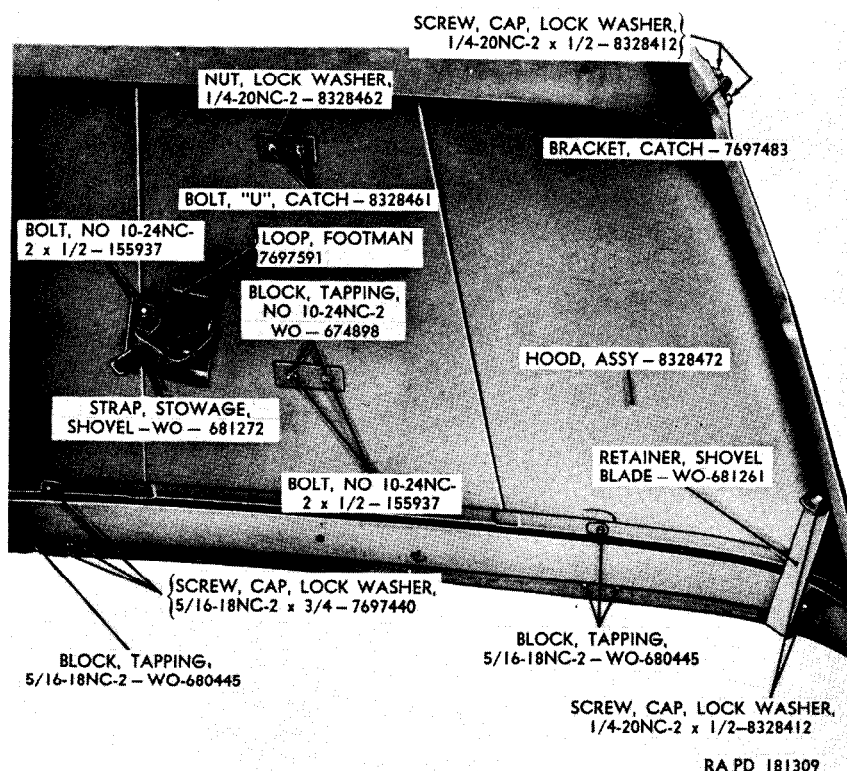 SCREW, CAP, LOCK WASHER,
1/4-20NC-2 x 1/2-8328412
NUT, LOCK WASHER,
1/4-20NC-2-8328462
BRACKET, CATCH-7697483
BOLT, "U", CATCH-8328461
BOLT, NO 10-24NC-
2 x 1/2-155937
LOOP, FOOTMAN
7697591
BLOCK, TAPPING,
NO 10-24NC-2
WO-674898
HOOD, ASSY-8328472
STRAP, STOWAGE,
SHOVEL-WO-681272
RETAINER, SHOVEL
BLADE-WO-681261
BOLT, NO 10-24NC-
2 x 1/2-155937
SCREW, CAP, LOCK WASHER,
5/16-18NC-2 x 3/4-7697440
BLOCK, TAPPING,
5/16-18NC-2-WO-680445
BLOCK, TAPPING,
5/16-18NC-2-WO-680445
SCREW, CAP, LOCK WASHER,
1/4-20NC-2 x 1/2-8328412
RA PD 181309